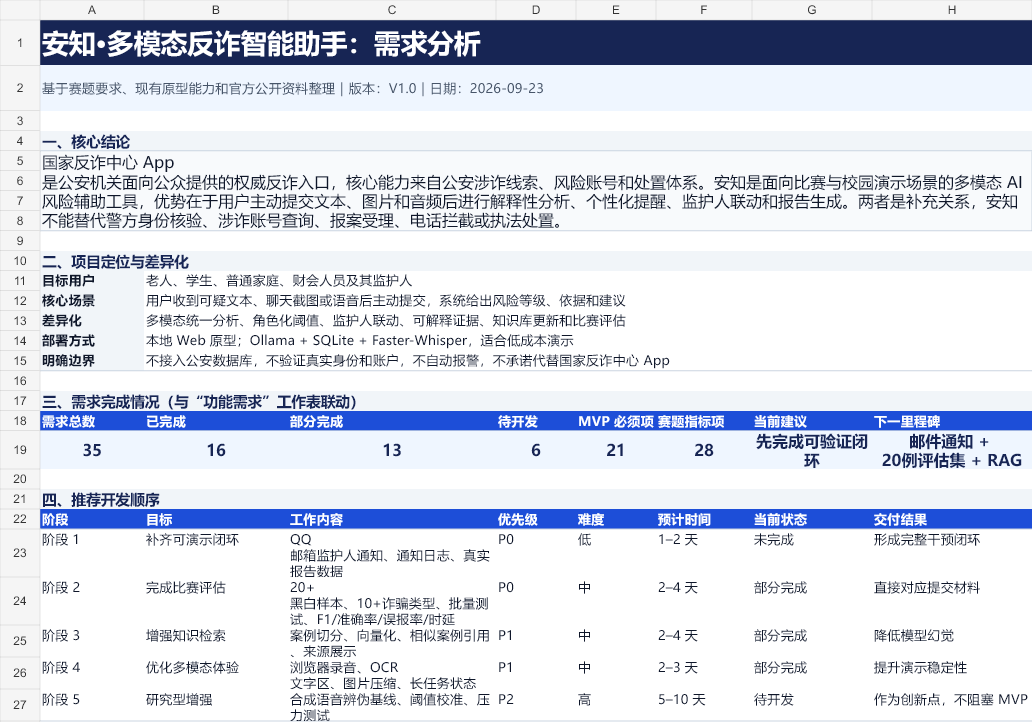 A B C D E F G H
1 安知·多模态反诈智能助手：需求分析
2 基于赛题要求、现有原型能力和官方公开资料整理 | 版本：V1.0 | 日期：2026-09-23
3
4 一、核心结论
5 国家反诈中心 App
6 是公安机关面向公众提供的权威反诈入口，核心能力来自公安涉诈线索、风险账号和处置体系。安知是面向比赛与校园演示场景的多模态 AI
7 风险辅助工具，优势在于用户主动提交文本、图片和音频后进行解释性分析、个性化提醒、监护人联动和报告生成。两者是补充关系，安知
8 不能替代警方身份核验、涉诈账号查询、报案受理、电话拦截或执法处置。
9
10 二、项目定位与差异化
11 目标用户 老人、学生、普通家庭、财会人员及其监护人
12 核心场景 用户收到可疑文本、聊天截图或语音后主动提交，系统给出风险等级、依据和建议
13 差异化 多模态统一分析、角色化阈值、监护人联动、可解释证据、知识库更新和比赛评估
14 部署方式 本地 Web 原型；Ollama + SQLite + Faster-Whisper，适合低成本演示
15 明确边界 不接入公安数据库，不验证真实身份和账户，不自动报警，不承诺代替国家反诈中心 App
16
17 三、需求完成情况（与“功能需求”工作表联动）
18 需求总数 已完成 部分完成 待开发 MVP 必须项 赛题指标项 当前建议 下一里程碑
19 35 16 13 6 21 28 先完成可验证闭环 邮件通知 + 20例评估集 + RAG
20
21 四、推荐开发顺序
22 阶段 目标 工作内容 优先级 难度 预计时间 当前状态 交付结果
23 阶段 1 补齐可演示闭环 QQ P0 低 1–2 天 未完成 形成完整干预闭环
邮箱监护人通知、通知日志、真实
报告数据
24 阶段 2 完成比赛评估 20+ P0 中 2–4 天 部分完成 直接对应提交材料
黑白样本、10+诈骗类型、批量测
试、F1/准确率/误报率/时延
25 阶段 3 增强知识检索 案例切分、向量化、相似案例引用 P1 中 2–4 天 部分完成 降低模型幻觉
、来源展示
26 阶段 4 优化多模态体验 浏览器录音、OCR P1 中 2–3 天 部分完成 提升演示稳定性
文字区、图片压缩、长任务状态
27 阶段 5 研究型增强 合成语音辨伪基线、阈值校准、压 P2 高 5–10 天 待开发 作为创新点，不阻塞 MVP
力测试